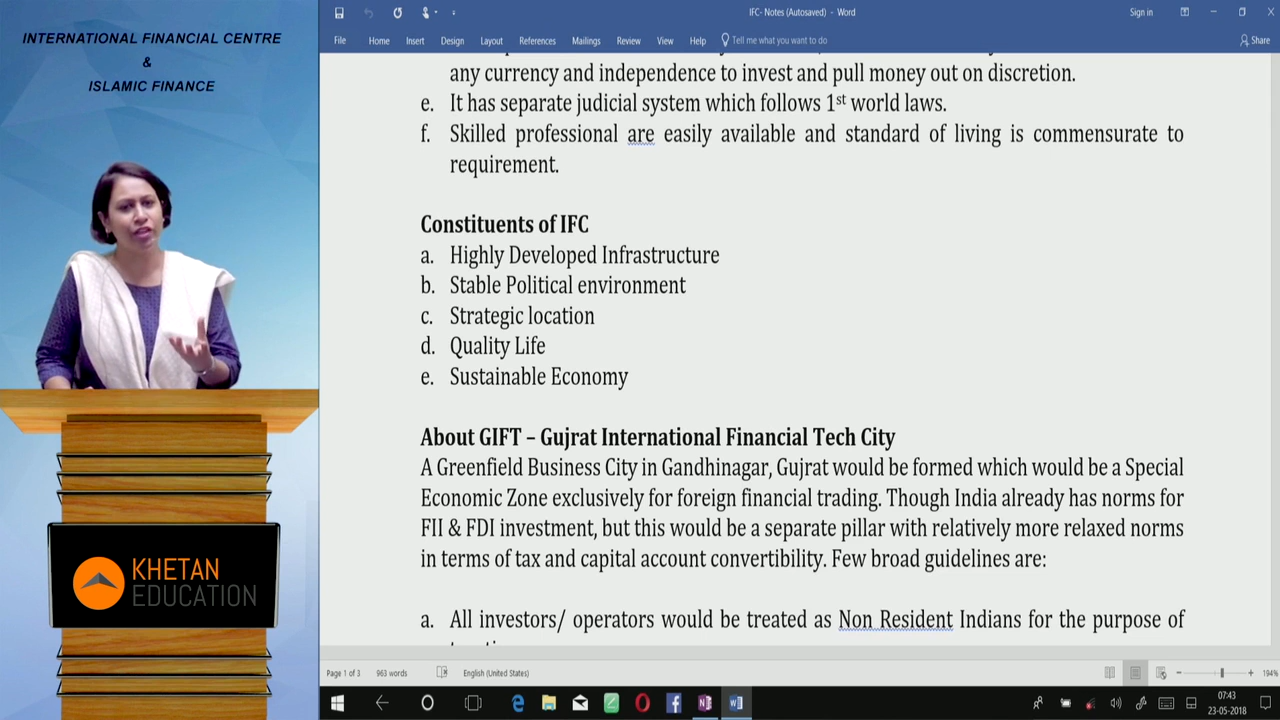 INTERNATIONAL FINANCIAL CENTRE
&
ISLAMIC FINANCE
KHETAN
EDUCATION
IFC- Notes (Autosaved) - Word
Sign in
File Home Insert Design Layout References Mailings Review View Help Tell me what you want to do Share
any currency and independence to invest and pull money out on discretion.
e. It has separate judicial system which follows 1st world laws.
f. Skilled professional are easily available and standard of living is commensurate to
requirement.
Constituents of IFC
a. Highly Developed Infrastructure
b. Stable Political environment
c. Strategic location
d. Quality Life
e. Sustainable Economy
About GIFT – Gujrat International Financial Tech City
A Greenfield Business City in Gandhinagar, Gujrat would be formed which would be a Special
Economic Zone exclusively for foreign financial trading. Though India already has norms for
FII & FDI investment, but this would be a separate pillar with relatively more relaxed norms
in terms of tax and capital account convertibility. Few broad guidelines are:
a. All investors/ operators would be treated as Non Resident Indians for the purpose of
Page 1 of 3 963 words English (United States) 194%
07:43
23-05-2018